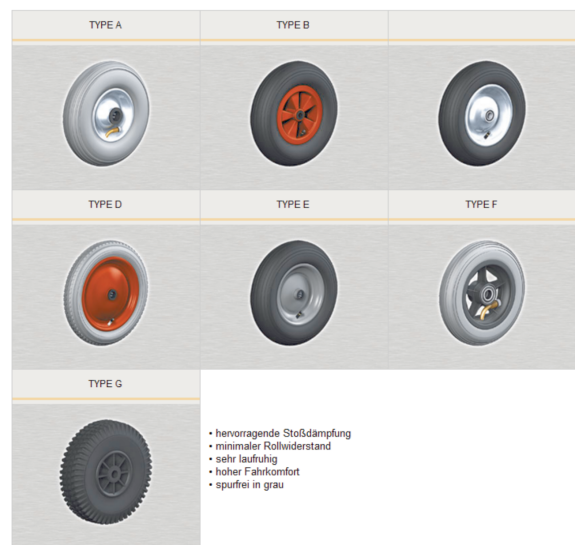 TYPE A
TYPE B
TYPE D
TYPE E
TYPE F
TYPE G
• hervorragende Stoßdämpfung
• minimaler Rollwiderstand
• sehr laufruhig
• hoher Fahrkomfort
• spurfrei in grau